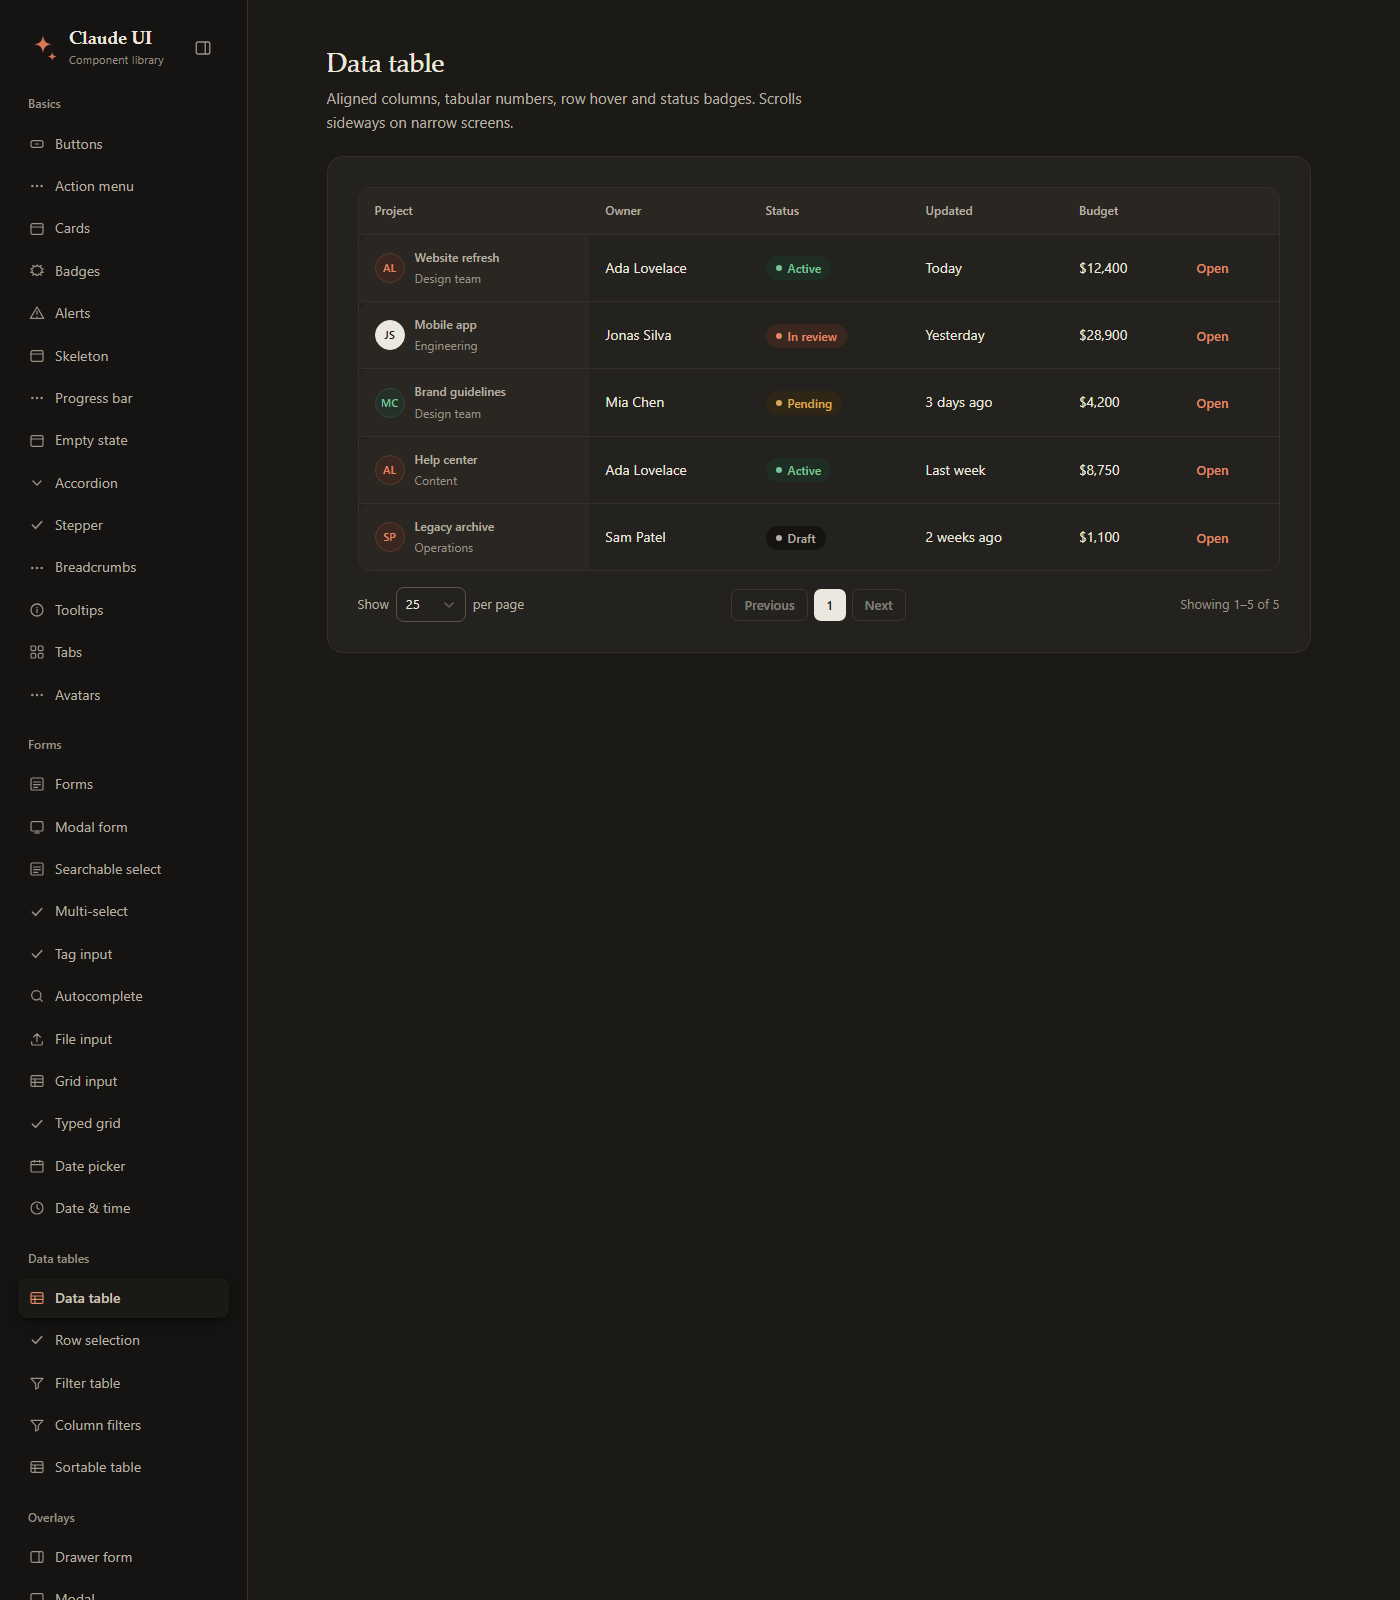 Claude UI
Component library
Basics
Buttons
Action menu
Cards
Badges
Alerts
Skeleton
Progress bar
Empty state
Accordion
Stepper
Breadcrumbs
Tooltips
Tabs
Avatars
Forms
Forms
Modal form
Searchable select
Multi-select
Tag input
Autocomplete
File input
Grid input
Typed grid
Date picker
Date & time
Data tables
Data table
Row selection
Filter table
Column filters
Sortable table
Overlays
Drawer form
Modal
Data table
Aligned columns, tabular numbers, row hover and status badges. Scrolls
sideways on narrow screens.
Project Owner Status Updated Budget
AL Website refresh Design team Ada Lovelace Active Today $12,400 Open
JS Mobile app Engineering Jonas Silva In review Yesterday $28,900 Open
MC Brand guidelines Design team Mia Chen Pending 3 days ago $4,200 Open
AL Help center Content Ada Lovelace Active Last week $8,750 Open
SP Legacy archive Operations Sam Patel Draft 2 weeks ago $1,100 Open
Show 25 per page Previous 1 Next Showing 1–5 of 5